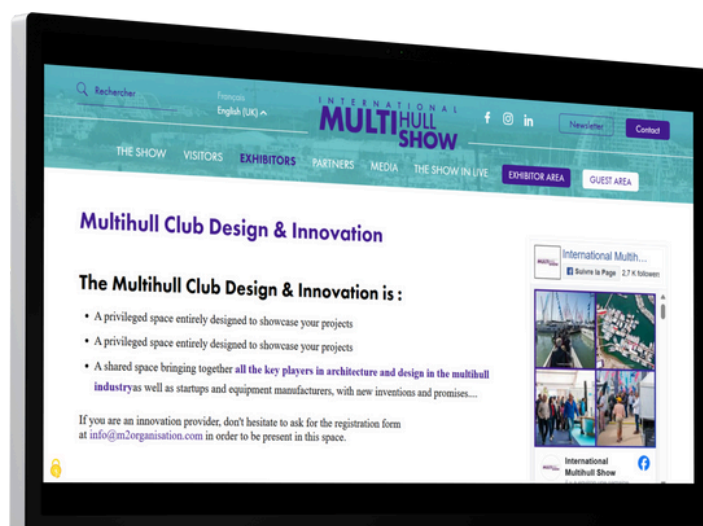 Rechercher
Français
English (UK)
INTERNATIONAL
MULTIHULL
SHOW
f
in
Newsletter
Contact
THE SHOW VISITORS EXHIBITORS PARTNERS MEDIA THE SHOW IN LIVE EXHIBITOR AREA GUEST AREA
Multihull Club Design & Innovation
The Multihull Club Design & Innovation is :
• A privileged space entirely designed to showcase your projects
• A privileged space entirely designed to showcase your projects
• A shared space bringing together all the key players in architecture and design in the multihull
industryas well as startups and equipment manufacturers, with new inventions and promises....
If you are an innovation provider, don't hesitate to ask for the registration form
at info@m2organisation.com in order to be present in this space.
International Multih...
Suivre la Page 2,7 K followers
International
Multihull Show